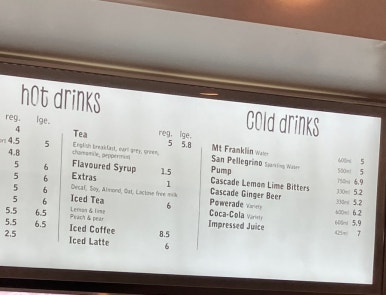 hot drinks
reg. lge.
4
4.5 5
4.8
5 6
5 6
5 6
5 6
5.5 6.5
5.5 6.5
2.5
reg. lge.
Tea 5 5.8
English breakfast, earl grey, green,
chamomile, peppermint
Flavoured Syrup 1.5
Extras 1
Decaf, Soy, Almond, Oat, Lactose free milk
Iced Tea 6
Lemon & lime
Peach & pear
Iced Coffee 8.5
Iced Latte 6
cold drinks
Mt Franklin Water 600ml 5
San Pellegrino Sparkling Water 500ml 5
Pump 750ml 6.9
Cascade Lemon Lime Bitters 330ml 5.2
Cascade Ginger Beer 330ml 5.2
Powerade Variety 600ml 6.2
Coca-Cola Variety 600ml 5.9
Impressed Juice 425ml 7